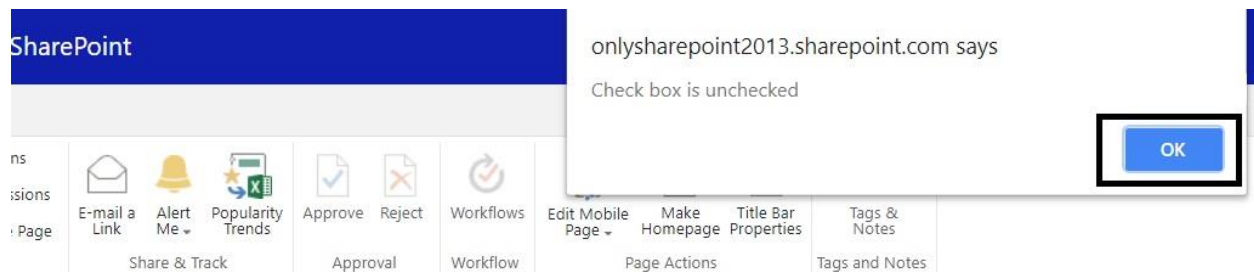 SharePoint
onlysharepoint2013.sharepoint.com says
Check box is unchecked
OK
ns
ssions
Page
E-mail a
Link
Alert
Me
Popularity
Trends
Approve
Reject
Workflows
Edit Mobile
Page
Make
Homepage
Title Bar
Properties
Tags &
Notes
Share & Track
Approval
Workflow
Page Actions
Tags and Notes